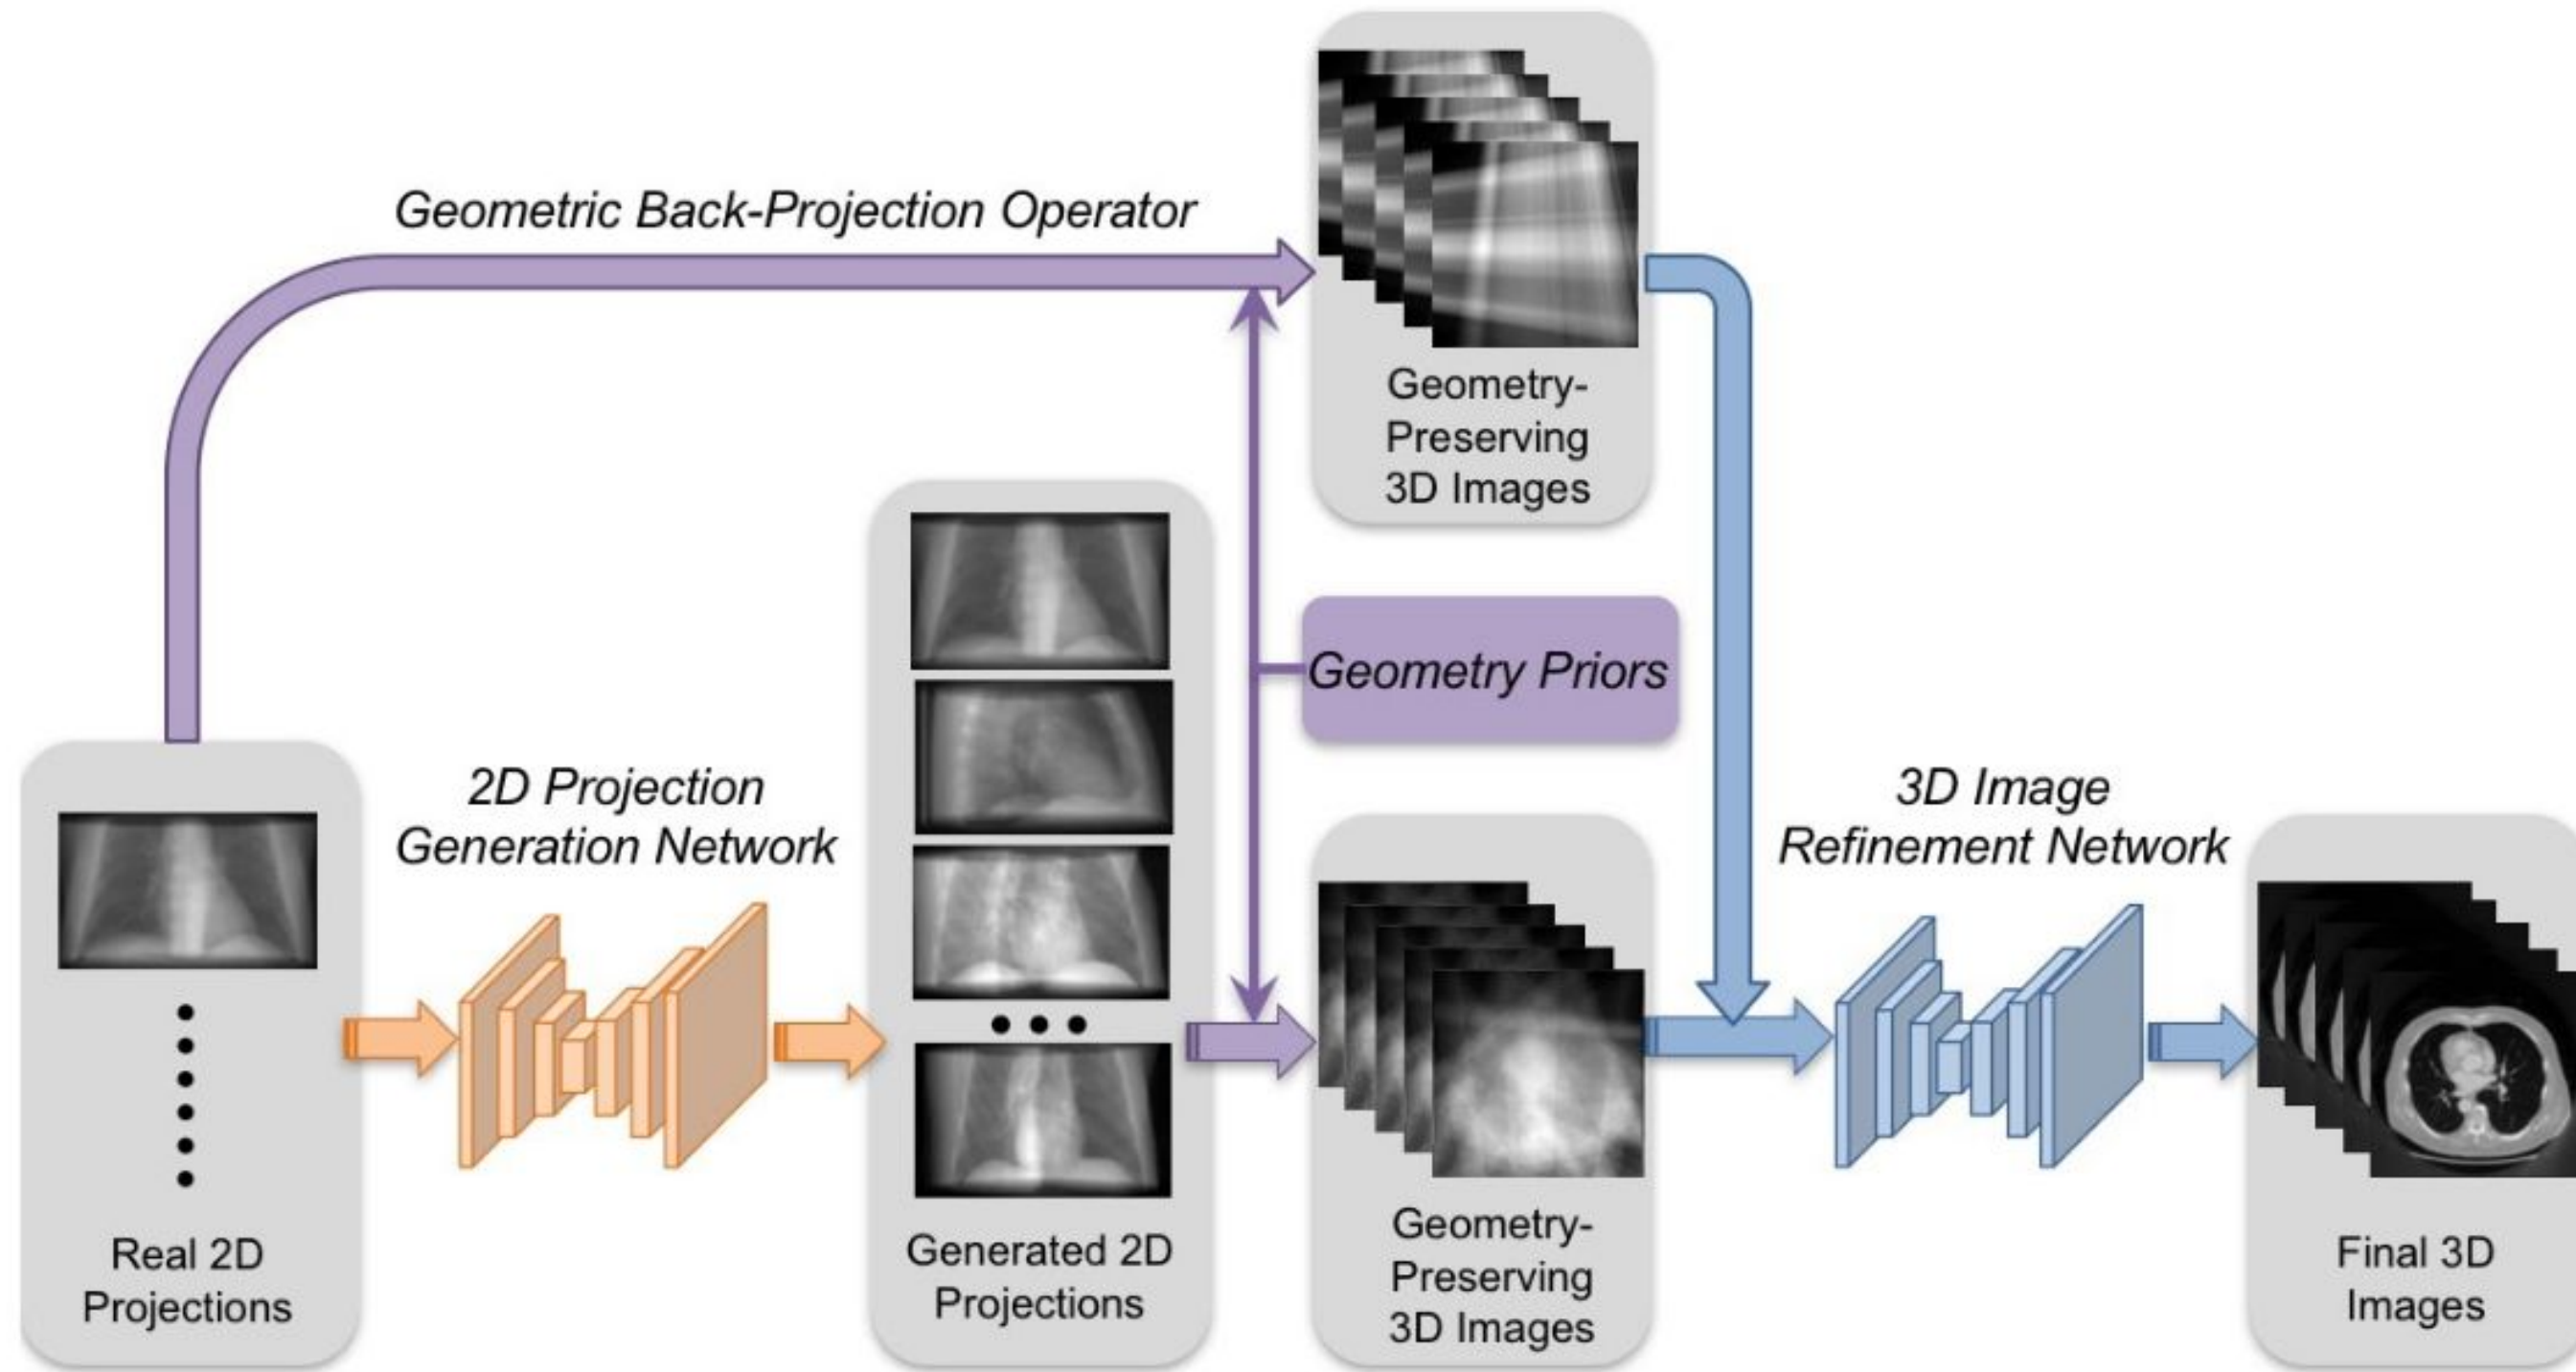 Geometric Back-Projection Operator
Geometry-
Preserving
3D Images
Geometry Priors
2D Projection
Generation Network
3D Image
Refinement Network
Real 2D
Projections
Generated 2D
Projections
Geometry-
Preserving
3D Images
Final 3D
Images